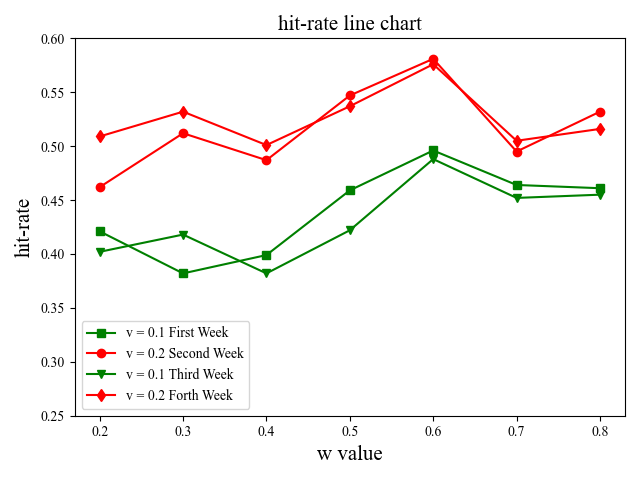 hit-rate line chart
0.60
0.55
0.50
0.45
0.40
0.35
0.30
0.25
hit-rate
v = 0.1 First Week
v = 0.2 Second Week
v = 0.1 Third Week
v = 0.2 Forth Week
0.2 0.3 0.4 0.5 0.6 0.7 0.8
w value